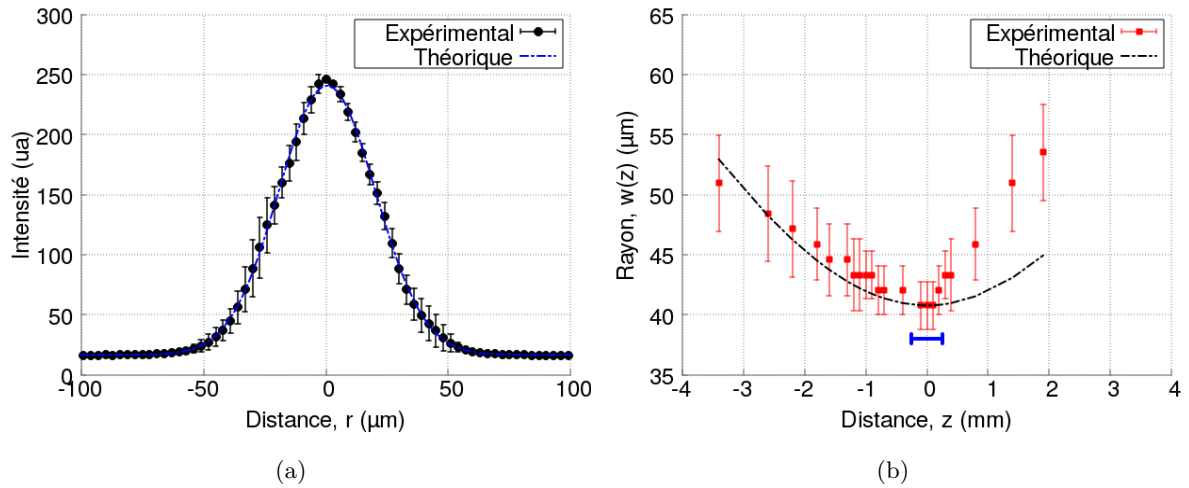 300
250
200
150
100
50
0
Intensité (ua)
Expérimental
Théorique
-100
-50
0
50
100
Distance, r (µm)
(a)
65
60
55
50
45
40
35
Rayon, w(z) (µm)
Expérimental
Théorique
-4
-3
-2
-1
0
1
2
3
4
Distance, z (mm)
(b)